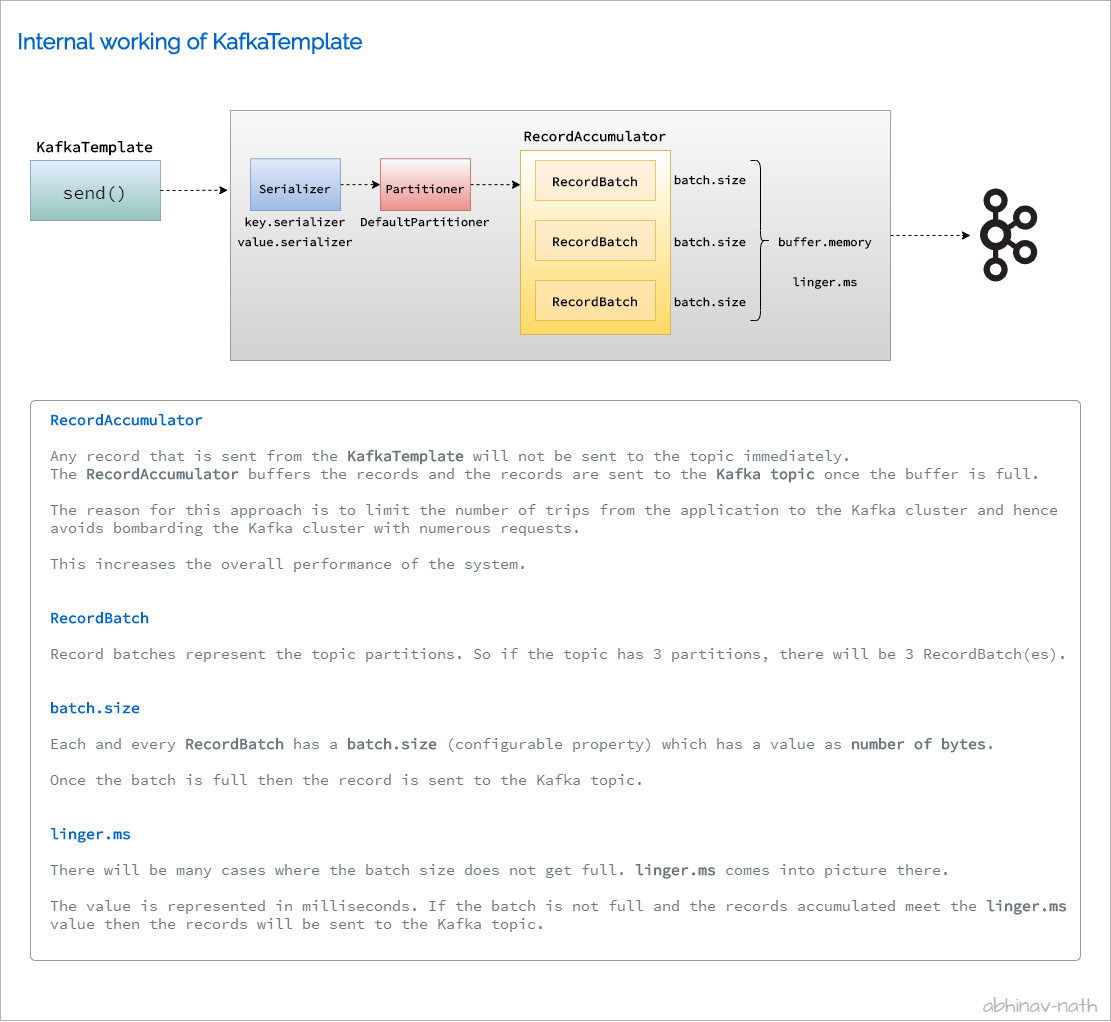 Internal working of KafkaTemplate
KafkaTemplate
send()
Serializer
key.serializer
value.serializer
Partitioner
DefaultPartitioner
RecordAccumulator
RecordBatch
batch.size
RecordBatch
batch.size
RecordBatch
batch.size
buffer.memory
linger.ms
RecordAccumulator
Any record that is sent from the KafkaTemplate will not be sent to the topic immediately.
The RecordAccumulator buffers the records and the records are sent to the Kafka topic once the buffer is full.
The reason for this approach is to limit the number of trips from the application to the Kafka cluster and hence
avoids bombarding the Kafka cluster with numerous requests.
This increases the overall performance of the system.
RecordBatch
Record batches represent the topic partitions. So if the topic has 3 partitions, there will be 3 RecordBatch(es).
batch.size
Each and every RecordBatch has a batch.size (configurable property) which has a value as number of bytes.
Once the batch is full then the record is sent to the Kafka topic.
linger.ms
There will be many cases where the batch size does not get full. linger.ms comes into picture there.
The value is represented in milliseconds. If the batch is not full and the records accumulated meet the linger.ms
value then the records will be sent to the Kafka topic.
abhinav-nath